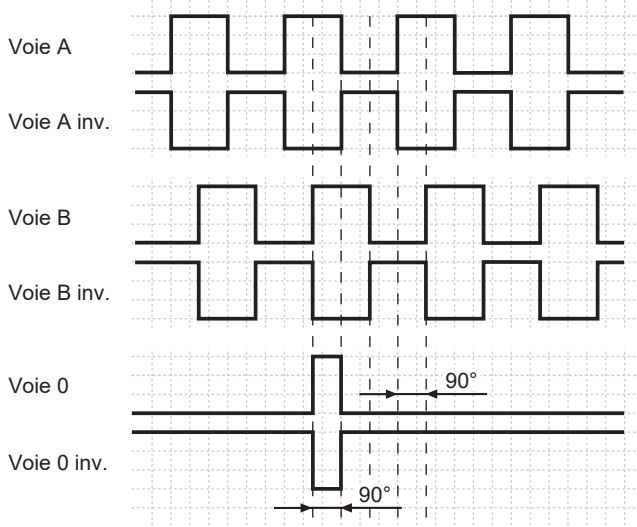 Voie A
Voie A inv.
Voie B
Voie B inv.
Voie 0
90°
Voie 0 inv.
90°